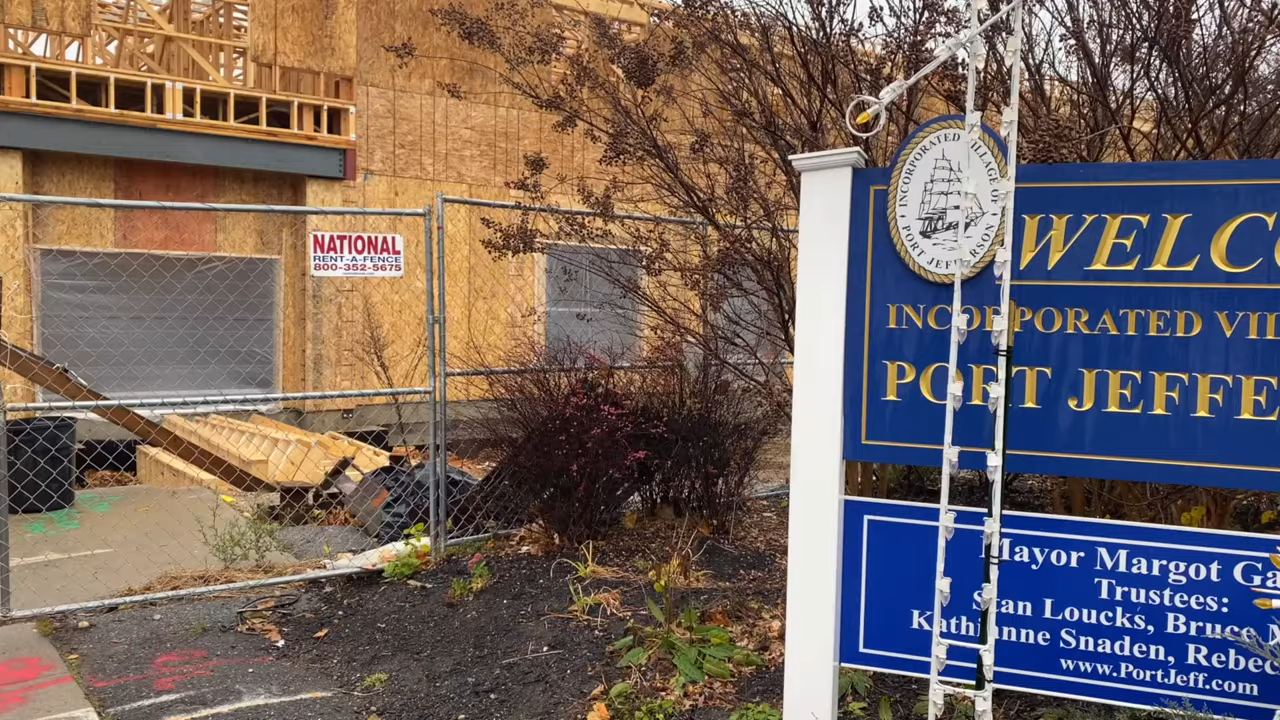 NATIONAL
RENT-A-FENCE
800-352-5675
INCORPORATED VILLAGE
PORT JEFFERSON
WELC
INCORPORATED VI
PORT JEFFE
Mayor Margot Ga
Trustees:
Stan Loucks, Bruce M
Kathianne Snaden, Rebec
www.PortJeff.com